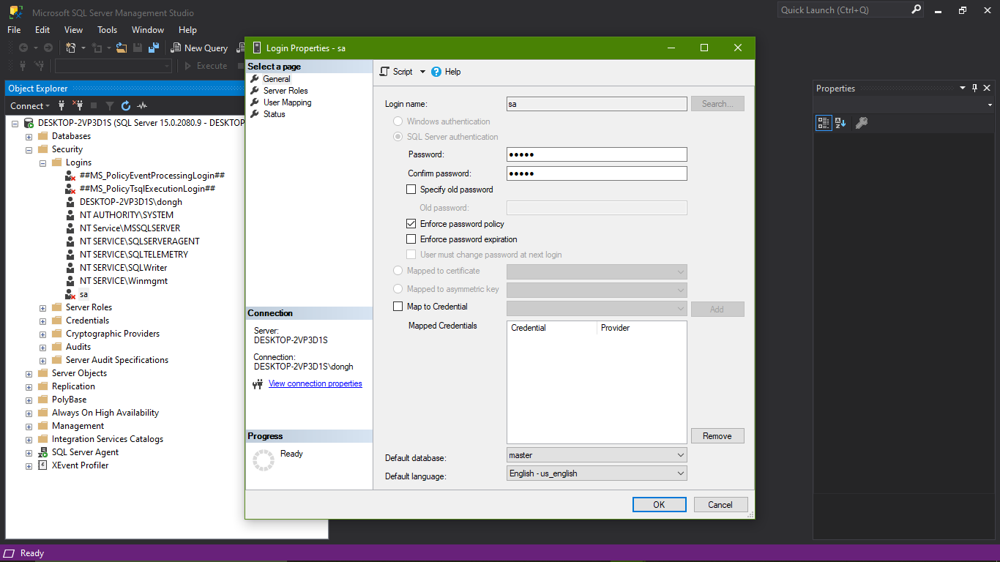 Microsoft SQL Server Management Studio
Quick Launch (Ctrl+Q)
File Edit View Tools Window Help
New Query
Execute
Object Explorer
Connect
DESKTOP-2VP3D1S (SQL Server 15.0.2080.9 - DESKTOP
Databases
Security
Logins
##MS_PolicyEventProcessingLogin##
##MS_PolicyTsqlExecutionLogin##
DESKTOP-2VP3D1S\dongh
NT AUTHORITY\SYSTEM
NT Service\MSSQLSERVER
NT SERVICE\SQLSERVERAGENT
NT SERVICE\SQLTELEMETRY
NT SERVICE\SQLWriter
NT SERVICE\Winmgmt
sa
Server Roles
Credentials
Cryptographic Providers
Audits
Server Audit Specifications
Server Objects
Replication
PolyBase
Always On High Availability
Management
Integration Services Catalogs
SQL Server Agent
XEvent Profiler
Login Properties - sa
Select a page
General
Server Roles
User Mapping
Status
Connection
Server:
DESKTOP-2VP3D1S
Connection:
DESKTOP-2VP3D1S\dongh
View connection properties
Progress
Ready
Script Help
Login name: sa Search...
Windows authentication
SQL Server authentication
Password: ●●●●●
Confirm password: ●●●●●
Specify old password
Old password:
Enforce password policy
Enforce password expiration
User must change password at next login
Mapped to certificate
Mapped to asymmetric key
Map to Credential Add
Mapped Credentials Credential Provider
Remove
Default database: master
Default language: English - us_english
OK Cancel
Properties
Ready